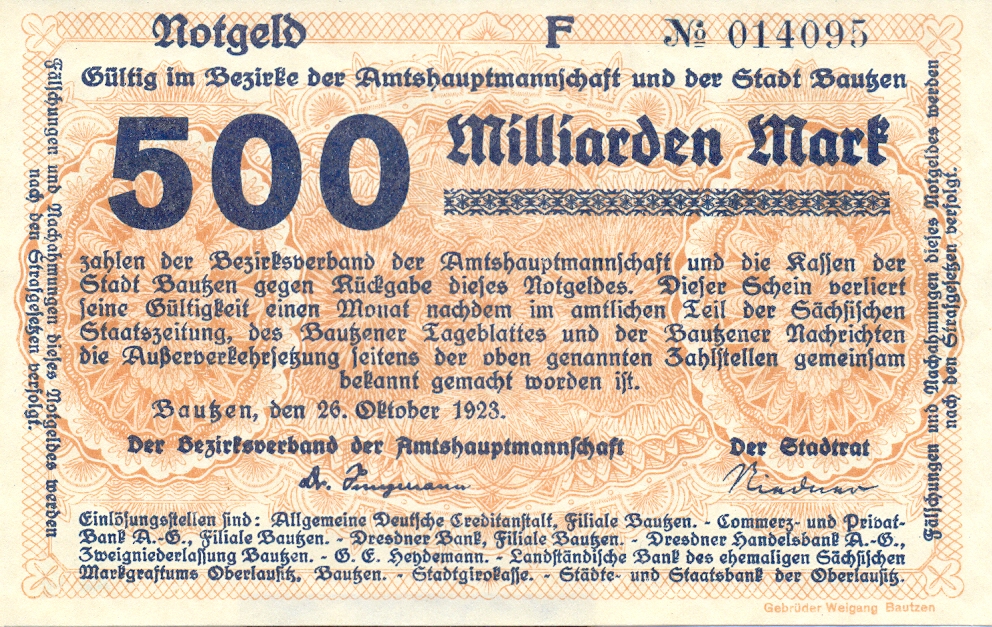 Notgeld F № 014095
Gültig im Bezirke der Amtshauptmannschaft und der Stadt Bautzen
500 Milliarden Mark
zahlen der Bezirksverband der Amtshauptmannschaft und die Kassen der
Stadt Bautzen gegen Rückgabe dieses Notgeldes. Dieser Schein verliert
seine Gültigkeit einen Monat nachdem im amtlichen Teil der Sächsischen
Staatszeitung, des Bautzener Tageblattes und der Bautzener Nachrichten
die Außerverkehrsetzung seitens der oben genannten Zahlstellen gemeinsam
bekannt gemacht worden ist.
Bautzen, den 26. Oktober 1923.
Der Bezirksverband der Amtshauptmannschaft Der Stadtrat
Einlösungsstellen sind: Allgemeine Deutsche Creditanstalt, Filiale Bautzen. - Commerz- und Privat-
Bank A.-G., Filiale Bautzen. - Dresdner Bank, Filiale Bautzen. - Dresdner Handelsbank A.-G.,
Zweigniederlassung Bautzen. - G. E. Heydemann. - Landständische Bank des ehemaligen Sächsischen
Markgraftums Oberlausitz, Bautzen. - Stadtgirokasse. - Städte- und Staatsbank der Oberlausitz.
Gebrüder Weigang Bautzen
Fälschungen und Nachahmungen dieses Notgeldes werden
nach den Strafgesetzen verfolgt.
Fälschungen und Nachahmungen dieses Notgeldes werden
nach den Strafgesetzen verfolgt.